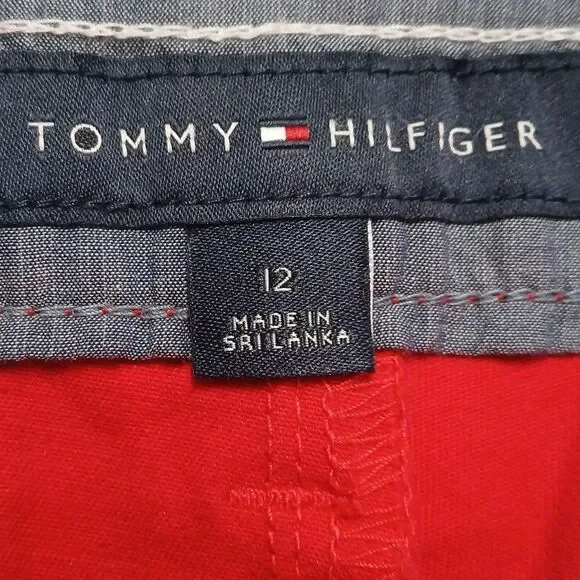 TOMMY HILFIGER
12
MADE IN
SRI LANKA